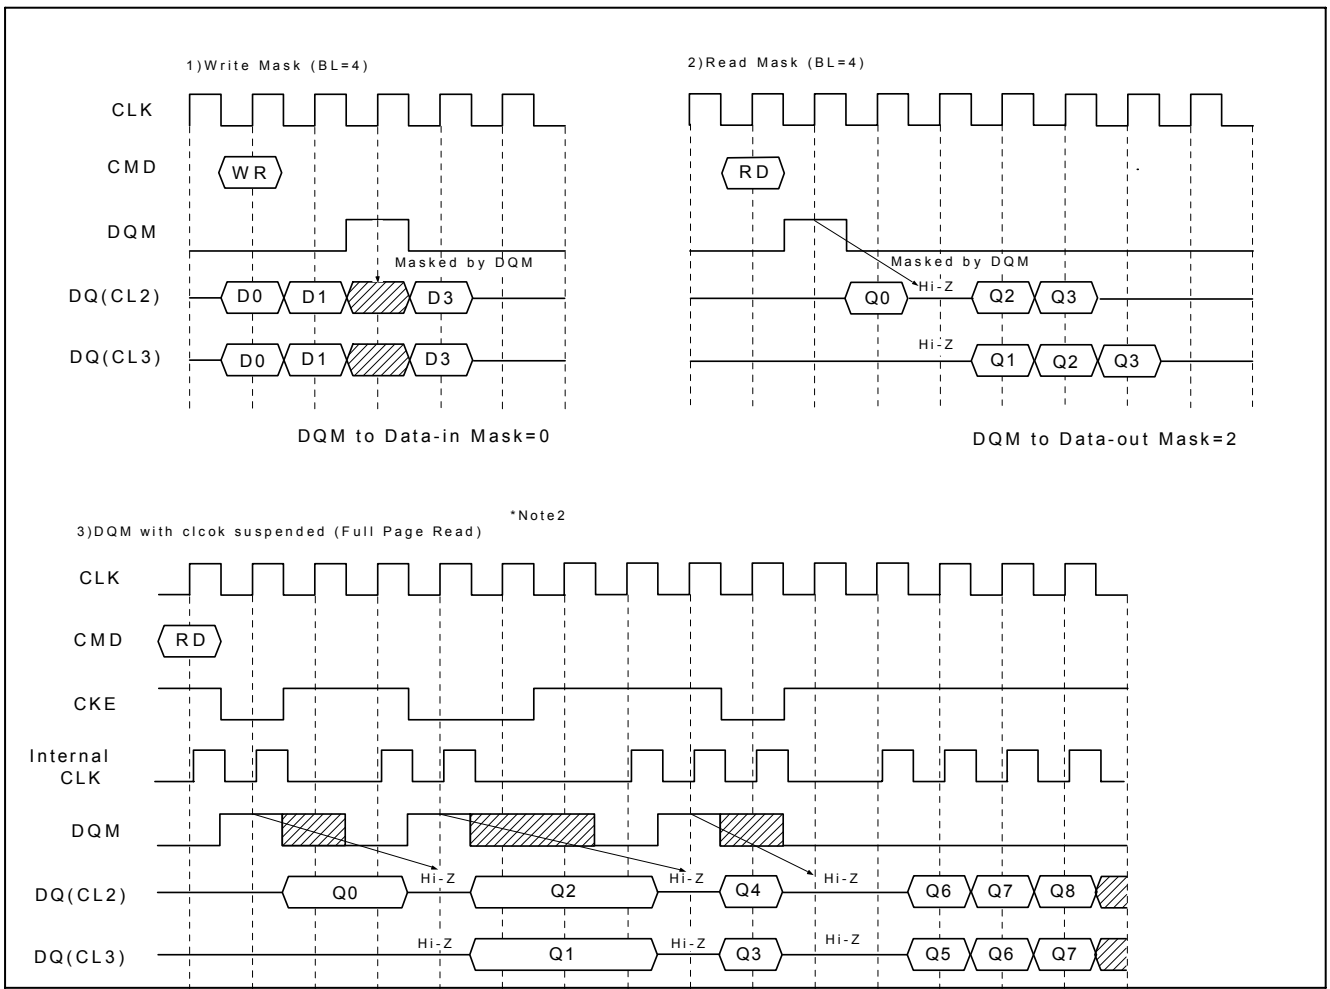 1)Write Mask (BL=4)
CLK
CMD
WR
DQM
Masked by DQM
DQ(CL2)
D0 D1 D3
DQ(CL3)
D0 D1 D3
DQM to Data-in Mask=0
2)Read Mask (BL=4)
RD
Masked by DQM
Hi-Z
Q0 Q2 Q3
Hi-Z
Q1 Q2 Q3
DQM to Data-out Mask=2
*Note2
3)DQM with clcok suspended (Full Page Read)
CLK
CMD
RD
CKE
Internal
CLK
DQM
Hi-Z Hi-Z Hi-Z
DQ(CL2)
Q0 Q2 Q4 Q6 Q7 Q8
Hi-Z Hi-Z Hi-Z
DQ(CL3)
Q1 Q3 Q5 Q6 Q7